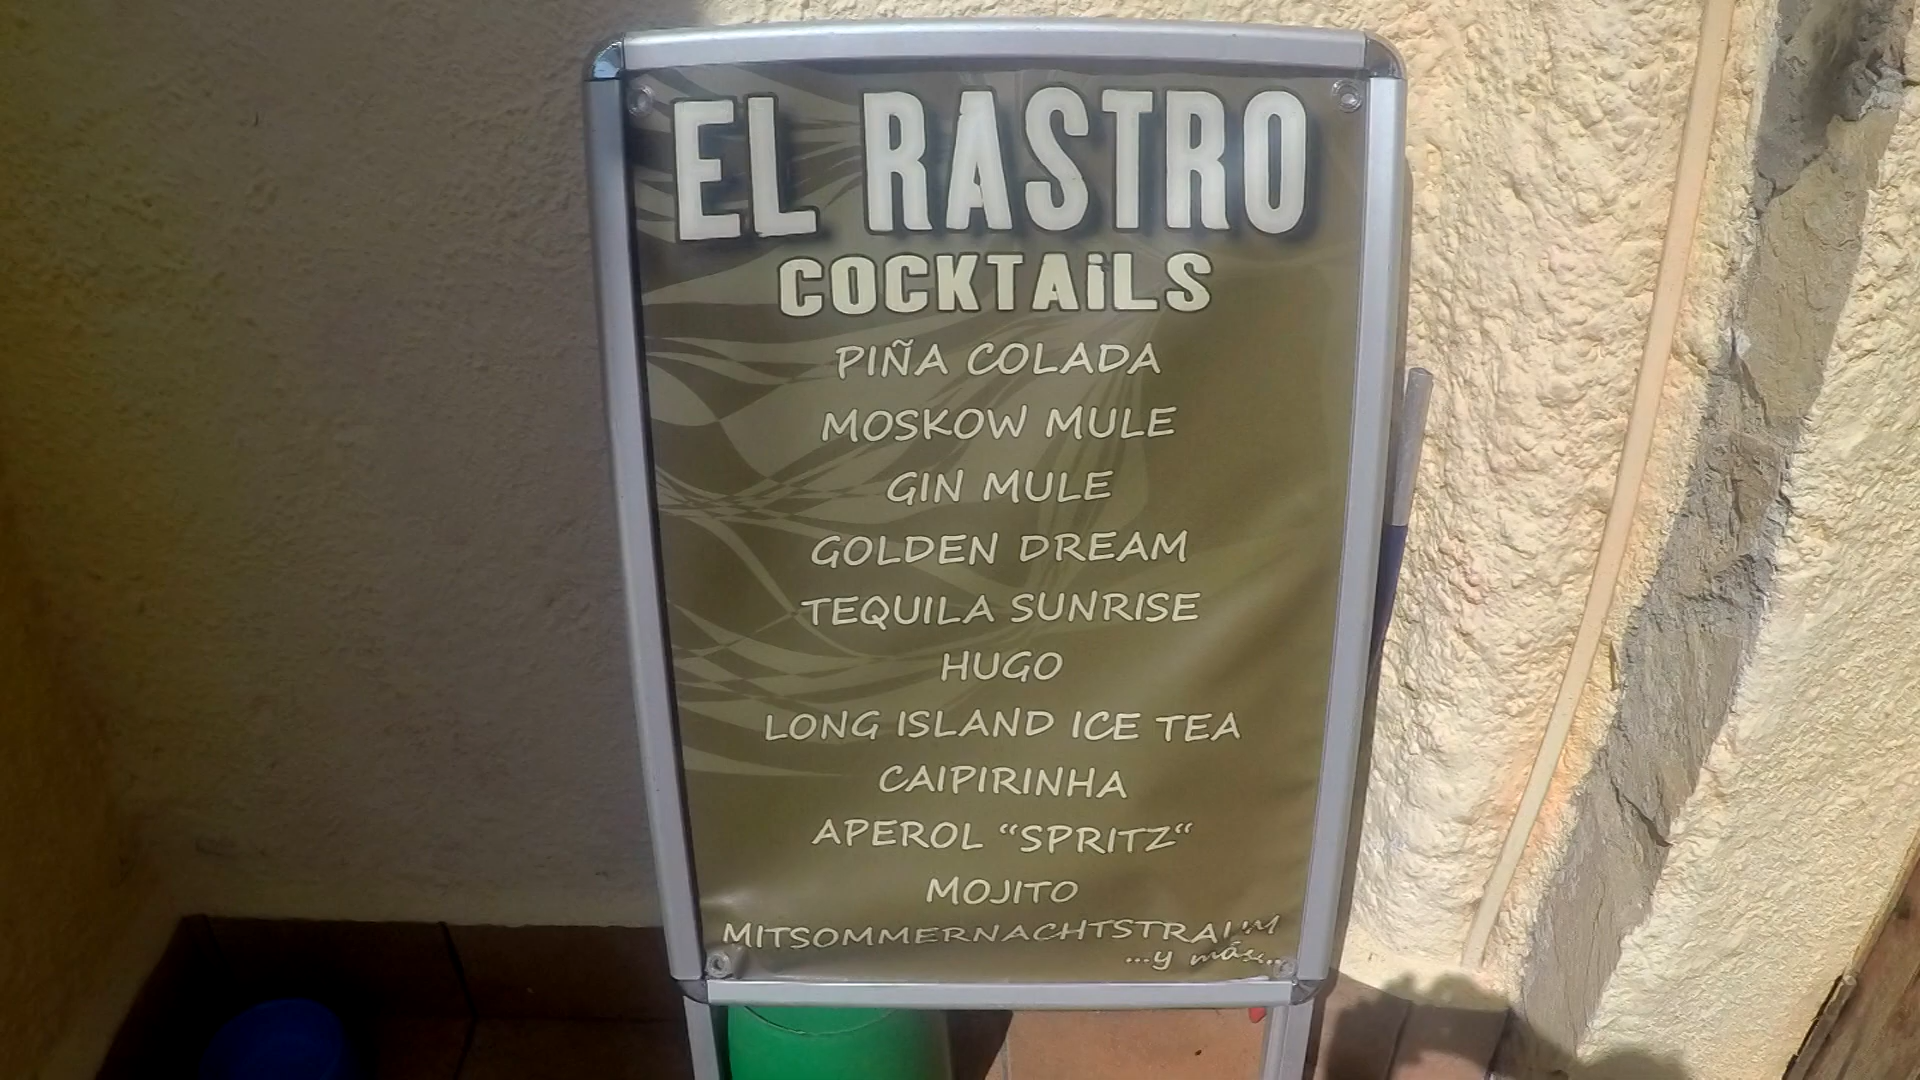 EL RASTRO
COCKTAiLS
PIÑA COLADA
MOSKOW MULE
GIN MULE
GOLDEN DREAM
TEQUILA SUNRISE
HUGO
LONG ISLAND ICE TEA
CAIPIRINHA
APEROL “SPRITZ“
MOJITO
MITSOMMERNACHTSTRAUM
...y más...